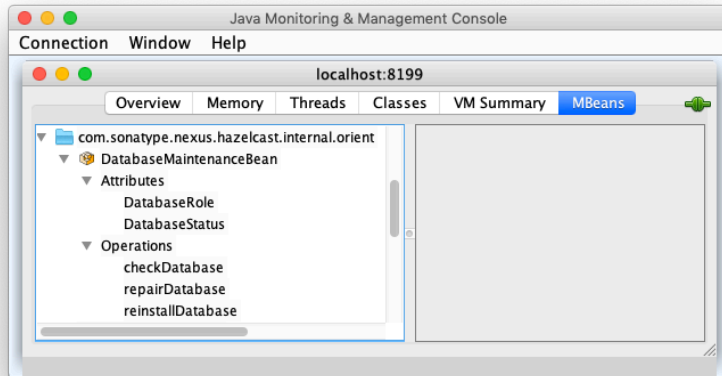 Java Monitoring & Management Console
Connection Window Help
localhost:8199
Overview Memory Threads Classes VM Summary MBeans
com.sonatype.nexus.hazelcast.internal.orient
DatabaseMaintenanceBean
Attributes
DatabaseRole
DatabaseStatus
Operations
checkDatabase
repairDatabase
reinstallDatabase